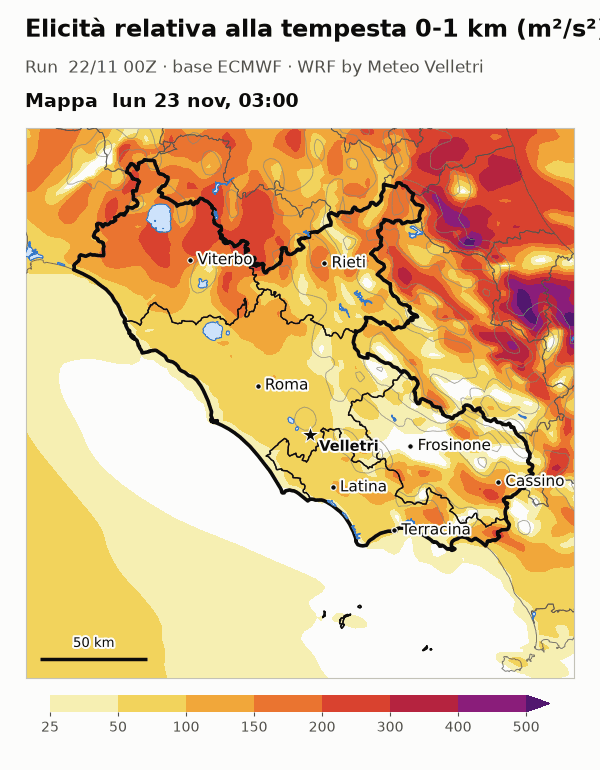 Elicità relativa alla tempesta 0-1 km (m²/s²)
Run  22/11 00Z · base ECMWF · WRF by Meteo Velletri
Mappa  lun 23 nov, 03:00
Viterbo
Rieti
Roma
Velletri
Frosinone
Cassino
Latina
Terracina
50 km
25 50 100 150 200 300 400 500